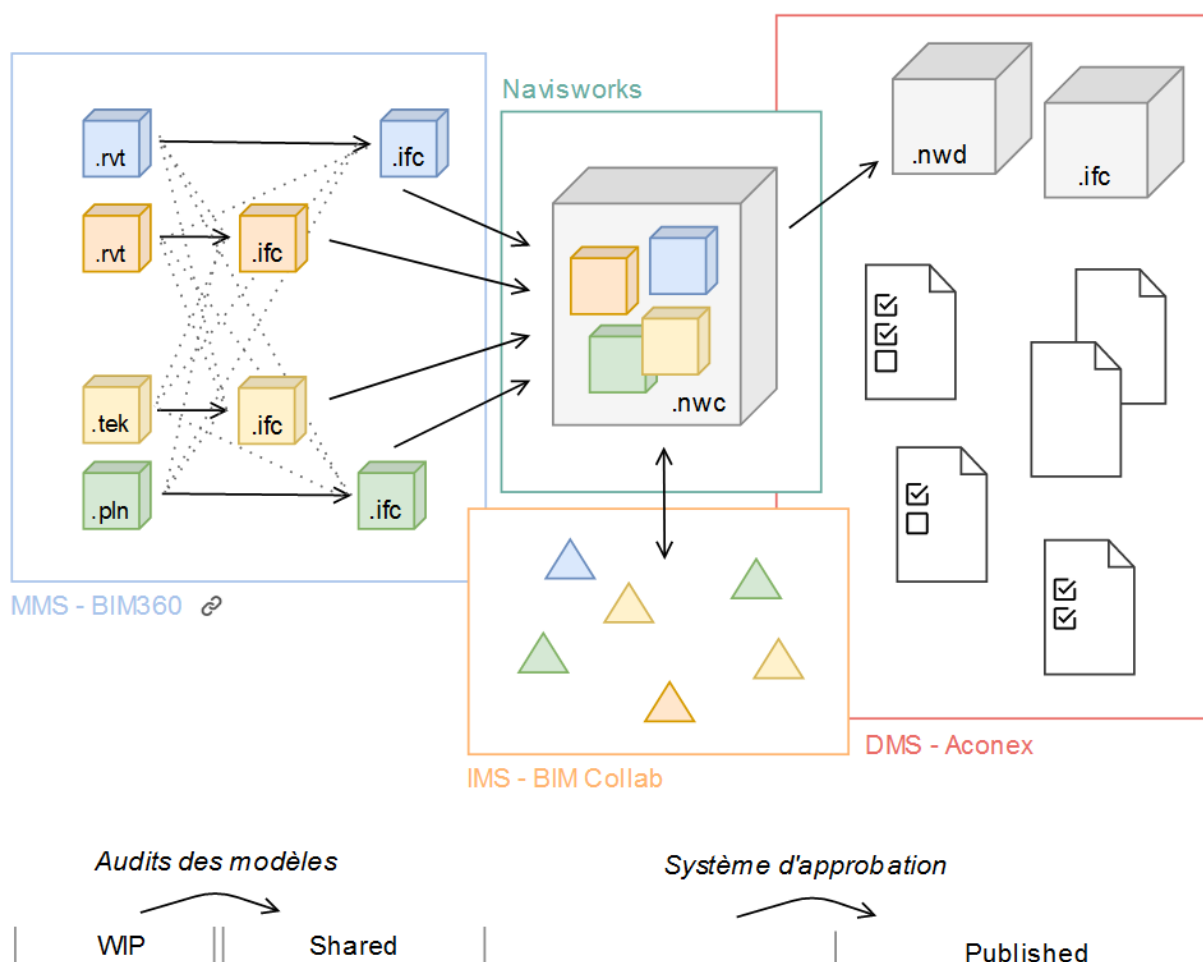 Navisworks
.rvt
.ifc
.nwd
.ifc
.rvt
.ifc
.tek
.ifc
.nwc
.pln
.ifc
MMS - BIM360
DMS - Aconex
IMS - BIM Collab
Audits des modèles
Système d'approbation
WIP
Shared
Published